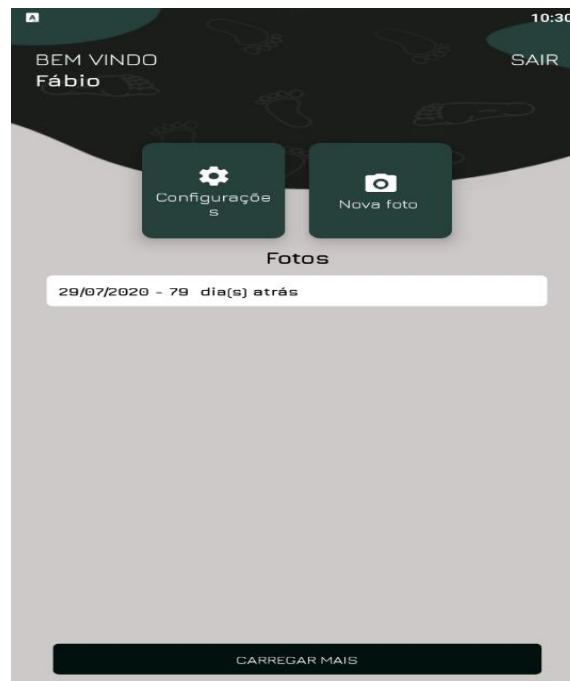 A
10:30
BEM VINDO
SAIR
Fábio
Configuraçõe
s
Nova foto
Fotos
29/07/2020 - 79 dia(s) atrás
CARREGAR MAIS